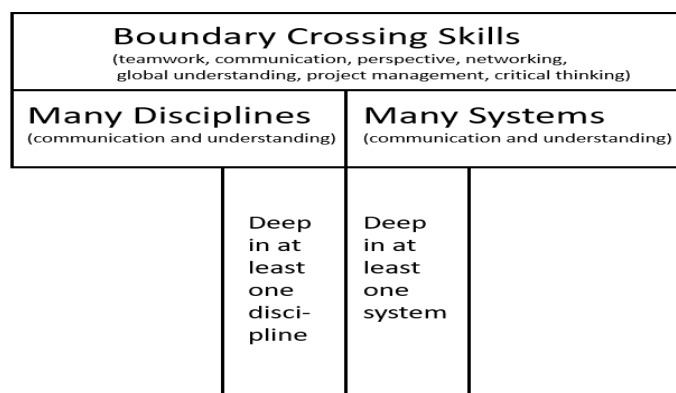 Boundary Crossing Skills
(teamwork, communication, perspective, networking,
global understanding, project management, critical thinking)
Many Disciplines
(communication and understanding)
Many Systems
(communication and understanding)
Deep
in at
least
one
disci-
pline
Deep
in at
least
one
system